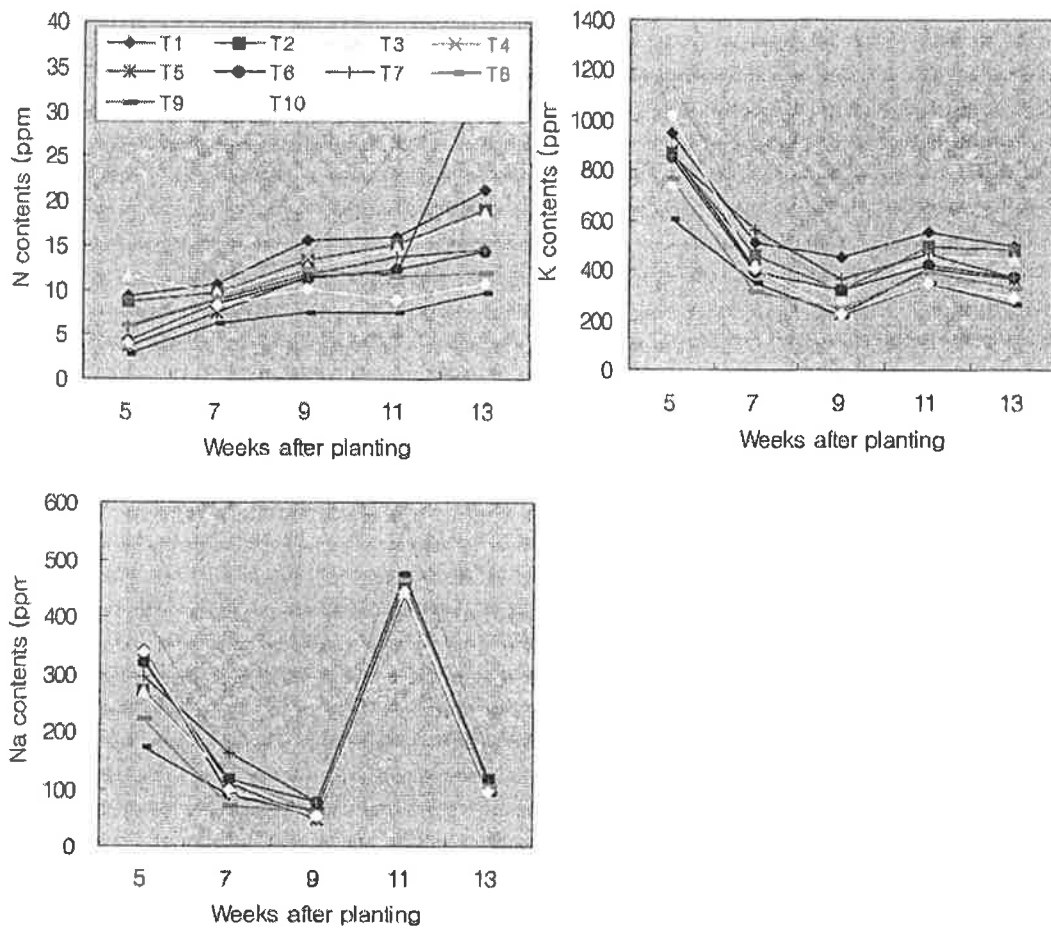 N contents (ppm
40
35
30
25
20
15
10
5
0
T1 T2 T3 T4
T5 T6 T7 T8
T9 T10
5 7 9 11 13
Weeks after planting
K contents (ppm
1400
1200
1000
800
600
400
200
0
5 7 9 11 13
Weeks after planting
Na contents (ppm
600
500
400
300
200
100
0
5 7 9 11 13
Weeks after planting